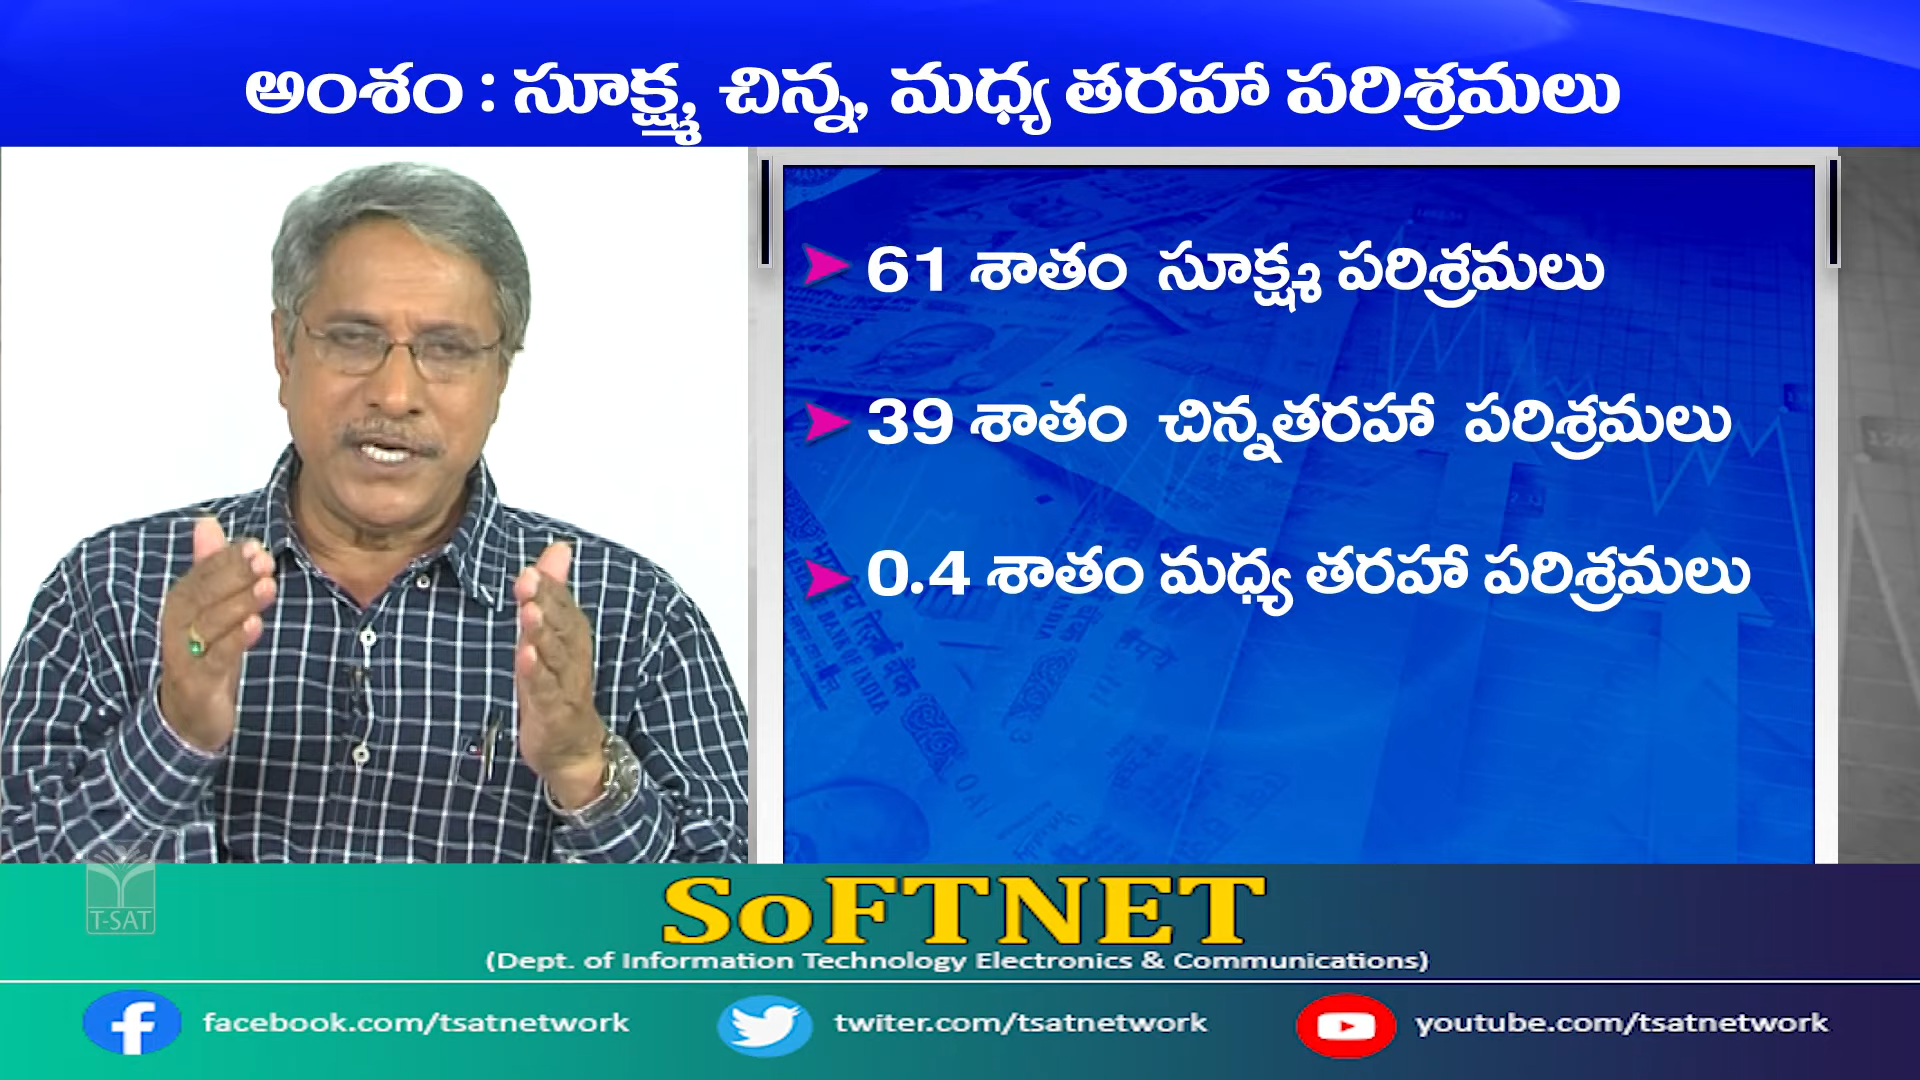 అంశం : సూక్ష్మ, చిన్న, మధ్య తరహా పరిశ్రమలు
61 శాతం సూక్ష్మ పరిశ్రమలు
39 శాతం చిన్నతరహా పరిశ్రమలు
0.4 శాతం మధ్య తరహా పరిశ్రమలు
T-SAT
SoFTNET
(Dept. of Information Technology Electronics & Communications)
facebook.com/tsatnetwork
twiter.com/tsatnetwork
youtube.com/tsatnetwork